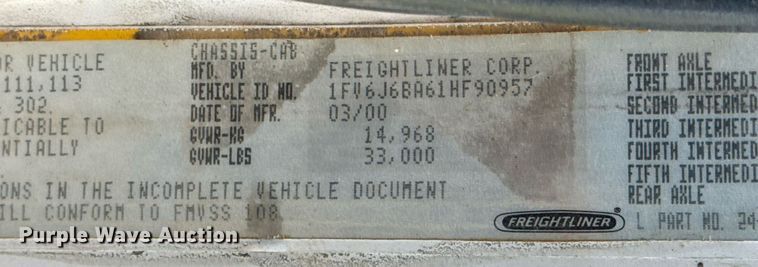 OR VEHICLE
111,113
302.
ICABLE TO
ENTIALLY
CHASSIS-CAB
MFD. BY FREIGHTLINER CORP.
VEHICLE ID NO. 1FV6J6BA61HF90957
DATE OF MFR. 03/00
GVWR-KG 14,968
GVWR-LBS 33,000
FRONT AXLE
FIRST INTERMEDI
SECOND INTERMED
THIRD INTERMEDI
FOURTH INTERMED
FIFTH INTERMEDI
REAR AXLE
ONS IN THE INCOMPLETE VEHICLE DOCUMENT
ILL CONFORM TO FMVSS 108
FREIGHTLINER®
L PART NO. 24-
Purple Wave Auction